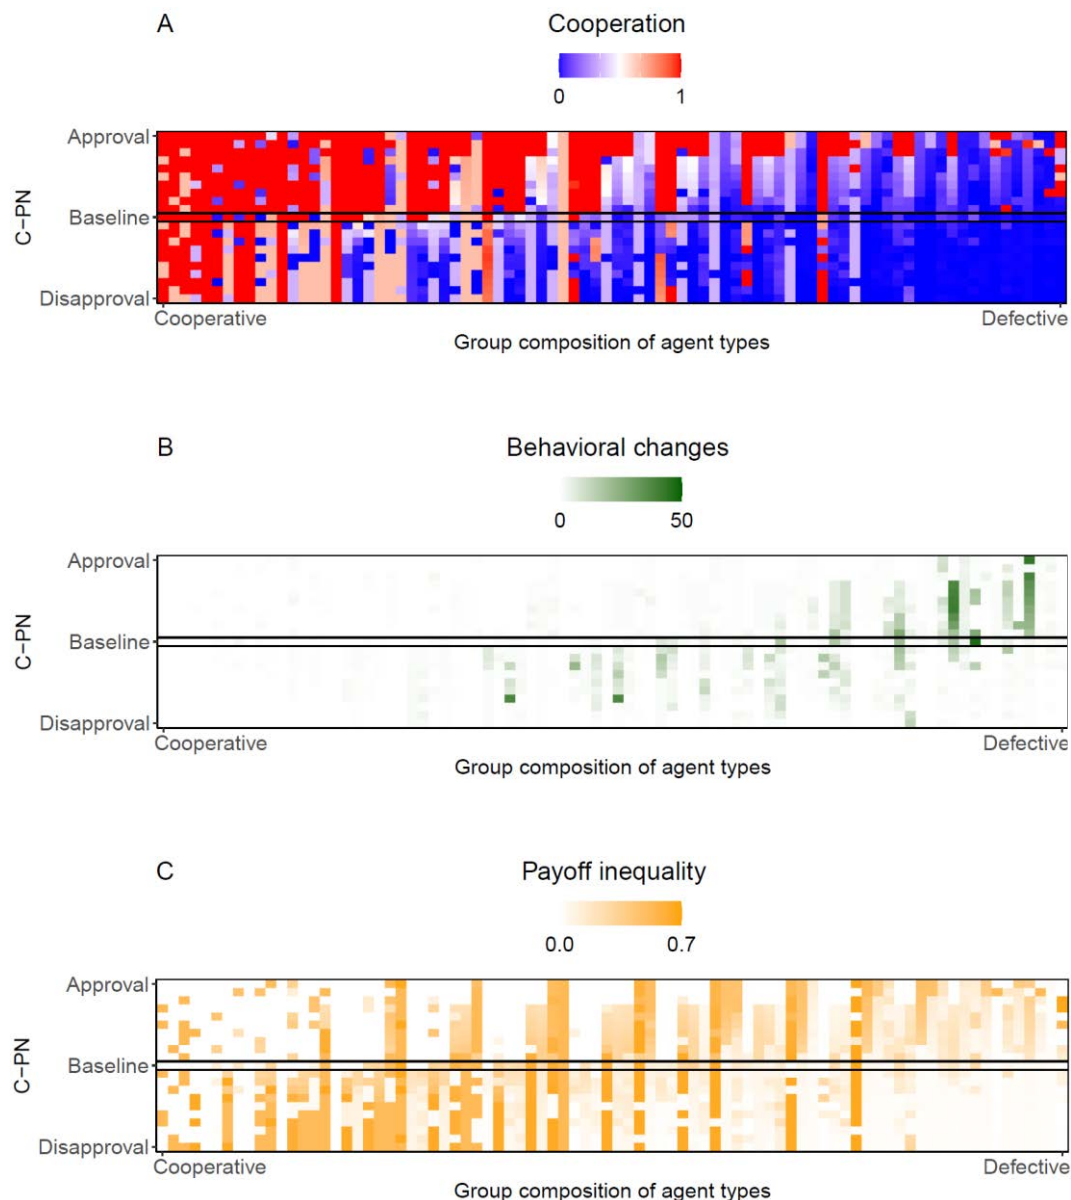 A
Cooperation
0 1
Approval
Baseline
Disapproval
C-PN
Cooperative Defective
Group composition of agent types
B
Behavioral changes
0 50
Approval
Baseline
Disapproval
C-PN
Cooperative Defective
Group composition of agent types
C
Payoff inequality
0.0 0.7
Approval
Baseline
Disapproval
C-PN
Cooperative Defective
Group composition of agent types